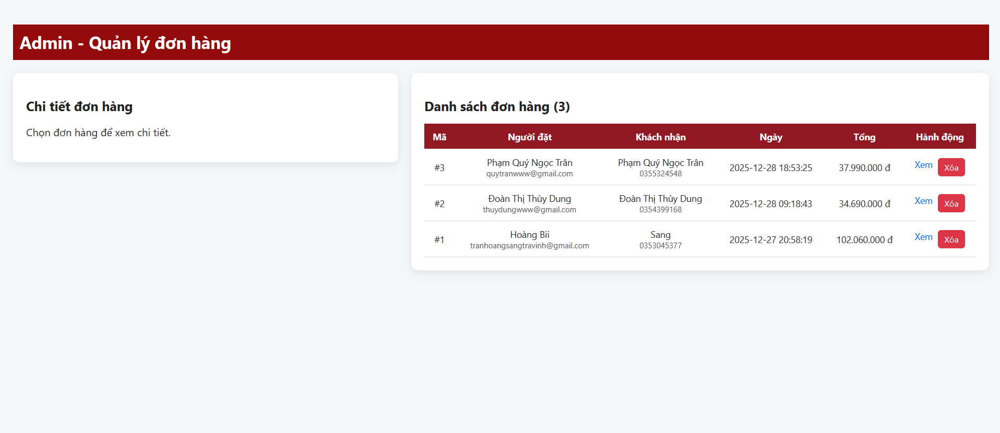 Admin - Quản lý đơn hàng
Chi tiết đơn hàng
Chọn đơn hàng để xem chi tiết.
Danh sách đơn hàng (3)
Mã Người đặt Khách nhận Ngày Tổng Hành động
#3 Phạm Quý Ngọc Trân Phạm Quý Ngọc Trân 2025-12-28 18:53:25 37.990.000 đ Xem Xóa
quytranwww@gmail.com 0355324548
#2 Đoàn Thị Thùy Dung Đoàn Thị Thùy Dung 2025-12-28 09:18:43 34.690.000 đ Xem Xóa
thuydungwww@gmail.com 0354399168
#1 Hoàng Bii Sang 2025-12-27 20:58:19 102.060.000 đ Xem Xóa
tranhoangsangtravinh@gmail.com 0353045377